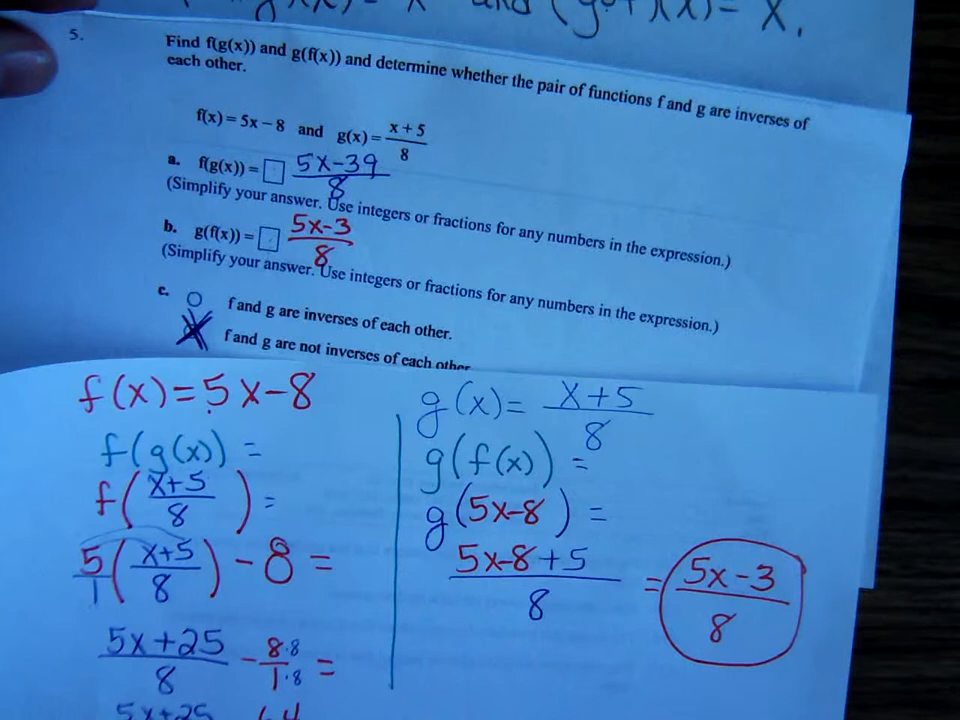 and (g∘f)(x) = X.
5. Find f(g(x)) and g(f(x)) and determine whether the pair of functions f and g are inverses of
each other.
f(x) = 5x − 8 and g(x) = (x + 5)/8
a. f(g(x)) = □ (5x−39)/8
(Simplify your answer. Use integers or fractions for any numbers in the expression.)
b. g(f(x)) = □ (5x−3)/8
(Simplify your answer. Use integers or fractions for any numbers in the expression.)
c. f and g are inverses of each other.
f and g are not inverses of each other
f(x) = 5x−8
f(g(x)) =
f((x+5)/8) =
5/1((x+5)/8) − 8 =
(5x+25)/8 − (8·8)/(1·8) =
5x+25 64
g(x) = (x+5)/8
g(f(x)) =
g(5x−8) =
(5x−8+5)/8 = (5x−3)/8